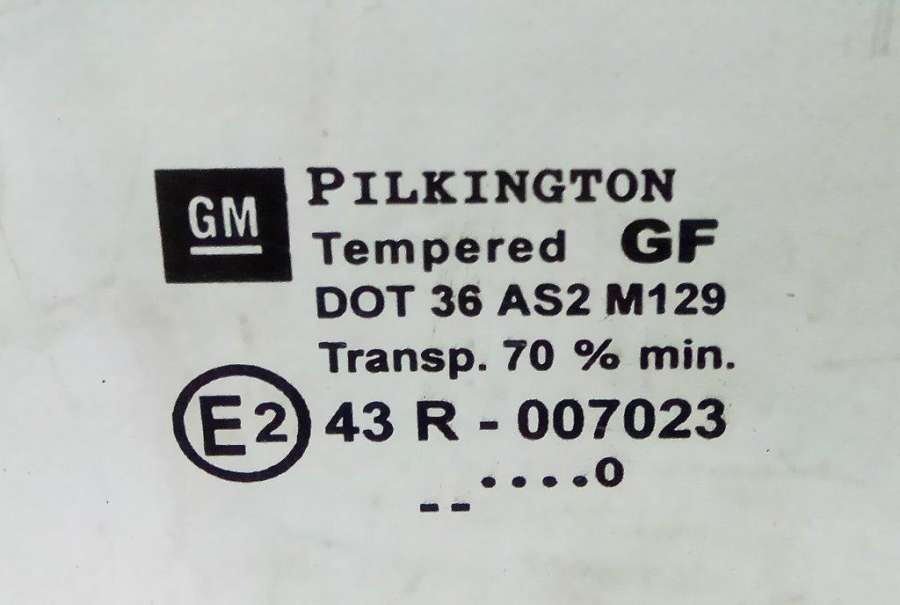 GM
PILKINGTON
Tempered GF
DOT 36 AS2 M129
Transp. 70 % min.
E2 43 R - 007023
....0
--